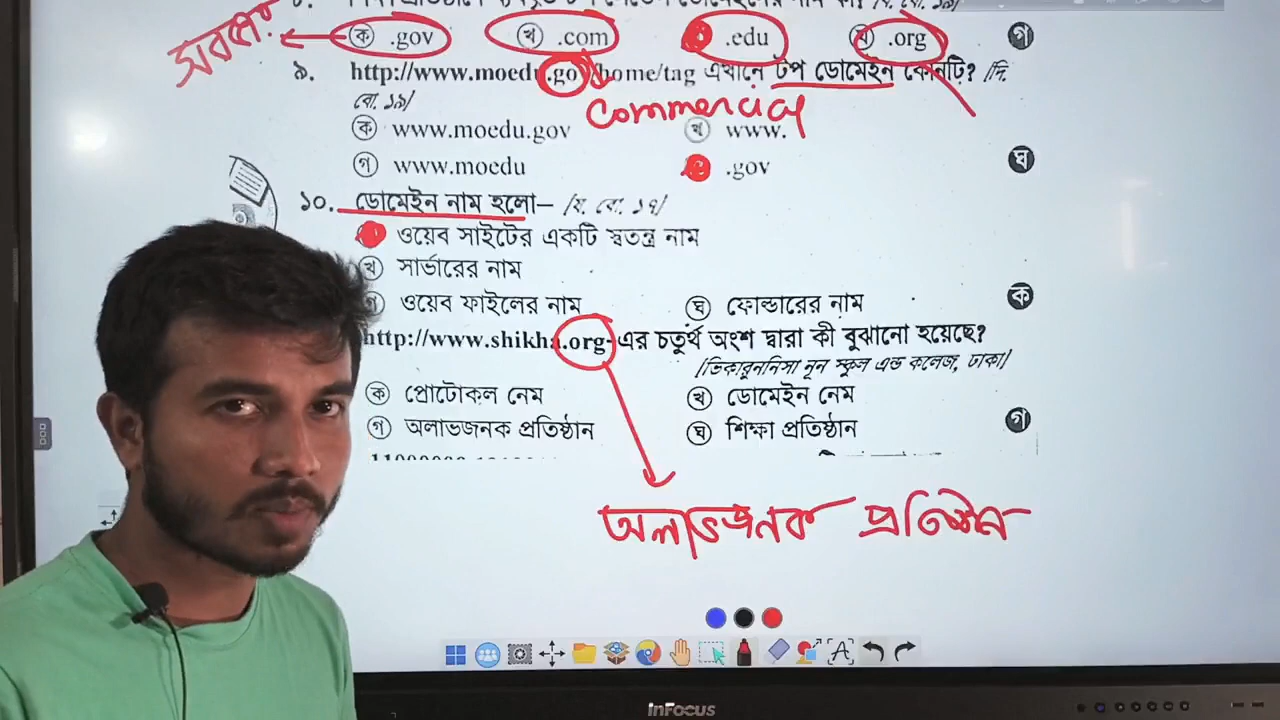 ক .gov খ .com .edu ঘ .org গ
৯. http://www.moedu.go /home/tag এখানে টপ ডোমেইন কোনটি? /দি.
বো. ১৯/
Commercial
ক www.moedu.gov খ www.
গ www.moedu .gov ঘ
১০. ডোমেইন নাম হলো– /য. বো. ১৭/
ওয়েব সাইটের একটি স্বতন্ত্র নাম
খ সার্ভারের নাম
গ ওয়েব ফাইলের নাম ঘ ফোল্ডারের নাম ক
http://www.shikha.org-এর চতুর্থ অংশ দ্বারা কী বুঝানো হয়েছে?
/ভিকারুননিসা নূন স্কুল এন্ড কলেজ, ঢাকা/
ক প্রোটোকল নেম খ ডোমেইন নেম
গ অলাভজনক প্রতিষ্ঠান ঘ শিক্ষা প্রতিষ্ঠান গ
অলাভজনক প্রতিষ্ঠান
InFocus